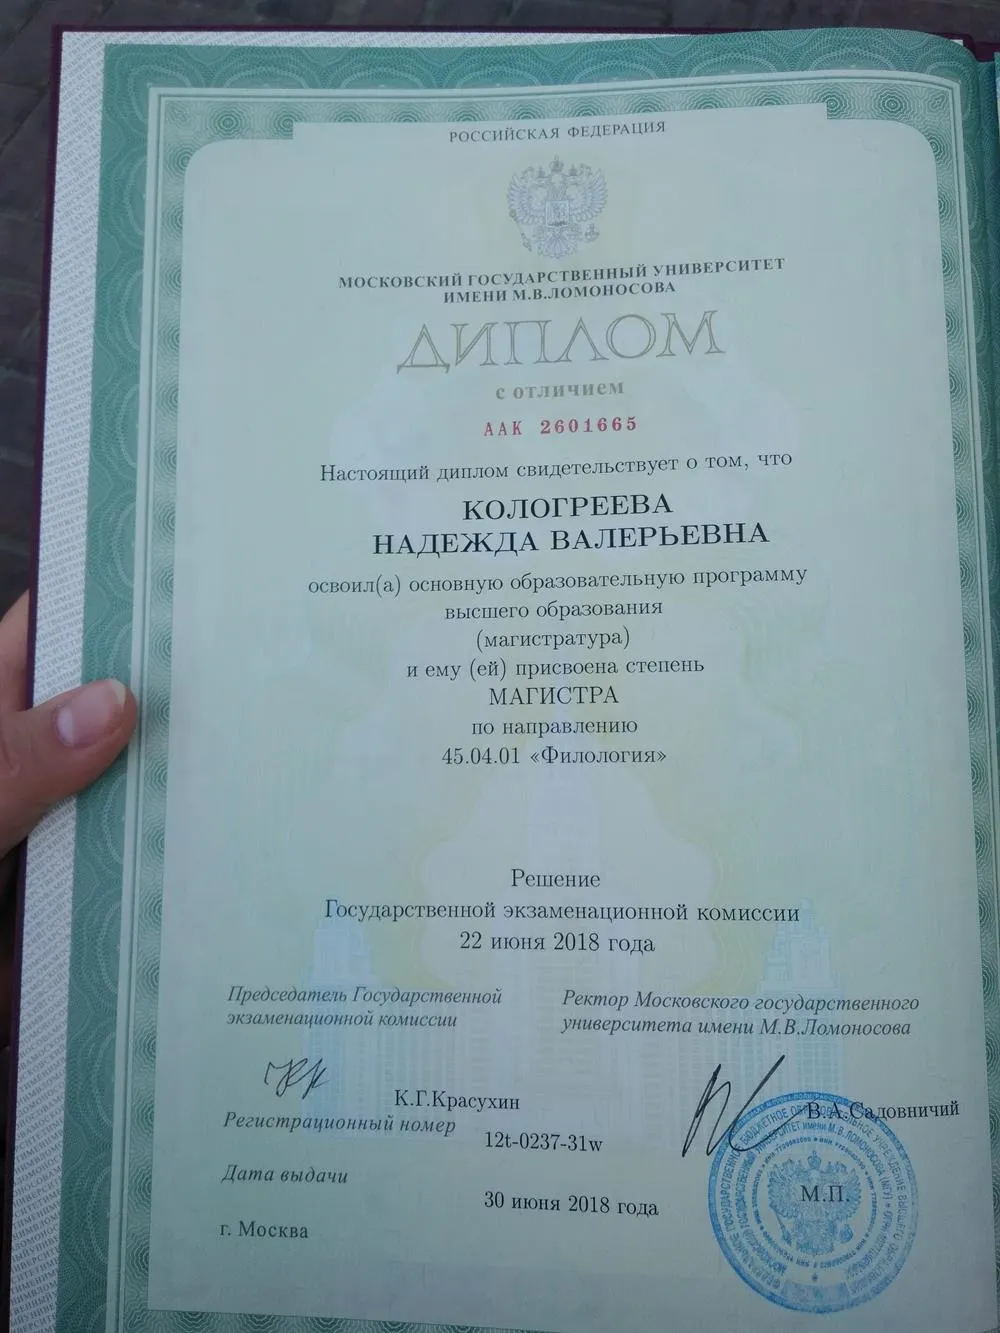 РОССИЙСКАЯ ФЕДЕРАЦИЯ
МОСКОВСКИЙ ГОСУДАРСТВЕННЫЙ УНИВЕРСИТЕТ
ИМЕНИ М.В.ЛОМОНОСОВА
ДИПЛОМ
с отличием
ААК 2601665
Настоящий диплом свидетельствует о том, что
КОЛОГРЕЕВА
НАДЕЖДА ВАЛЕРЬЕВНА
освоил(а) основную образовательную программу
высшего образования
(магистратура)
и ему (ей) присвоена степень
МАГИСТРА
по направлению
45.04.01 «Филология»
Решение
Государственной экзаменационной комиссии
22 июня 2018 года
Председатель Государственной
экзаменационной комиссии
Ректор Московского государственного
университета имени М.В.Ломоносова
К.Г.Красухин
В.А.Садовничий
Регистрационный номер
12t-0237-31w
М.П.
Дата выдачи
30 июня 2018 года
г. Москва